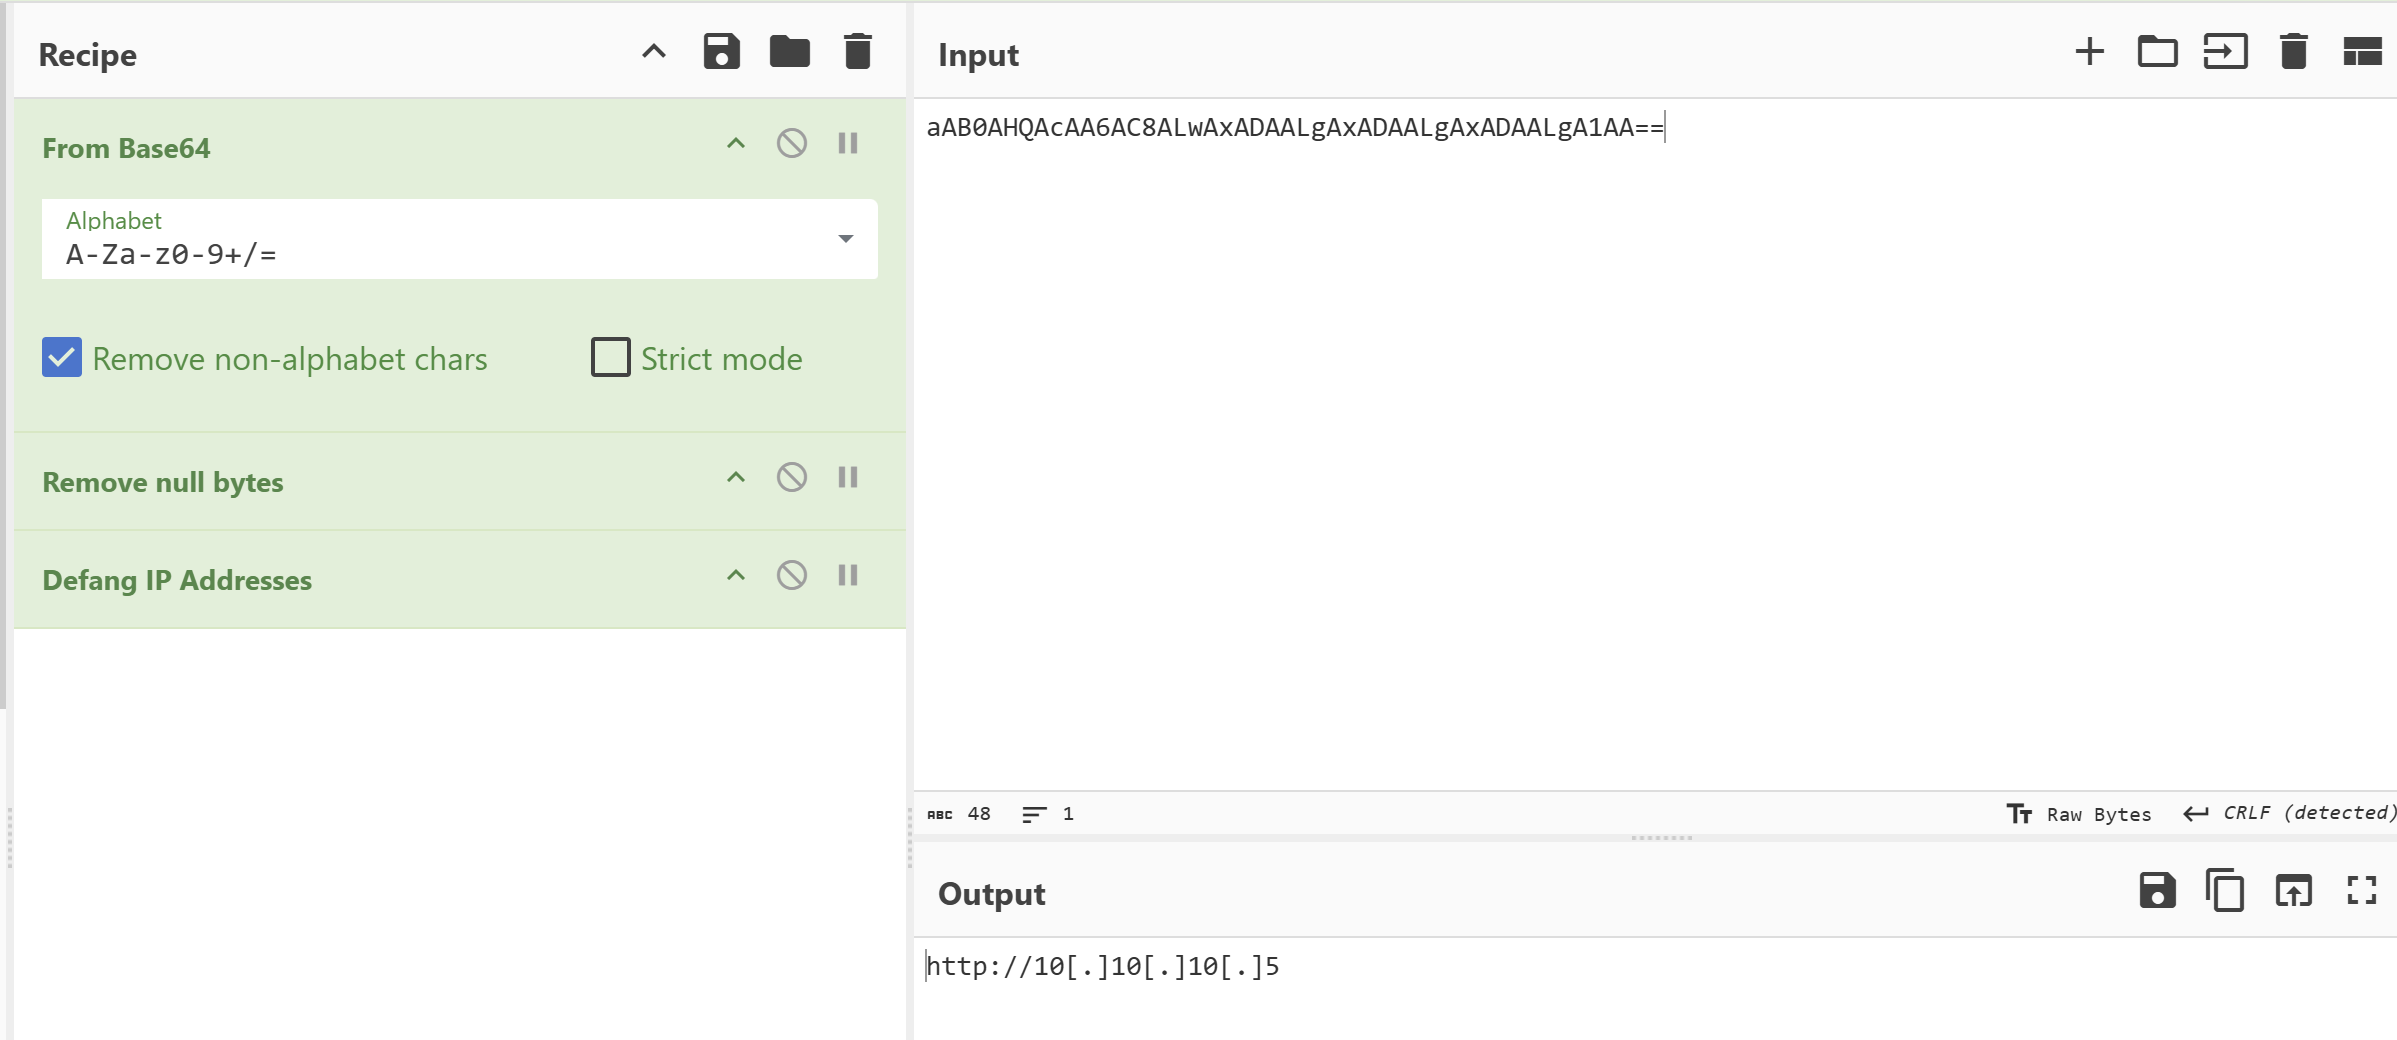 Recipe
From Base64
Alphabet
A-Za-z0-9+/=
Remove non-alphabet chars
Strict mode
Remove null bytes
Defang IP Addresses
Input
aAB0AHQAcAA6AC8ALwAxADAALgAxADAALgAxADAALgA1AA==
ABC 48 1
Tт Raw Bytes CRLF (detected)
Output
http://10[.]10[.]10[.]5